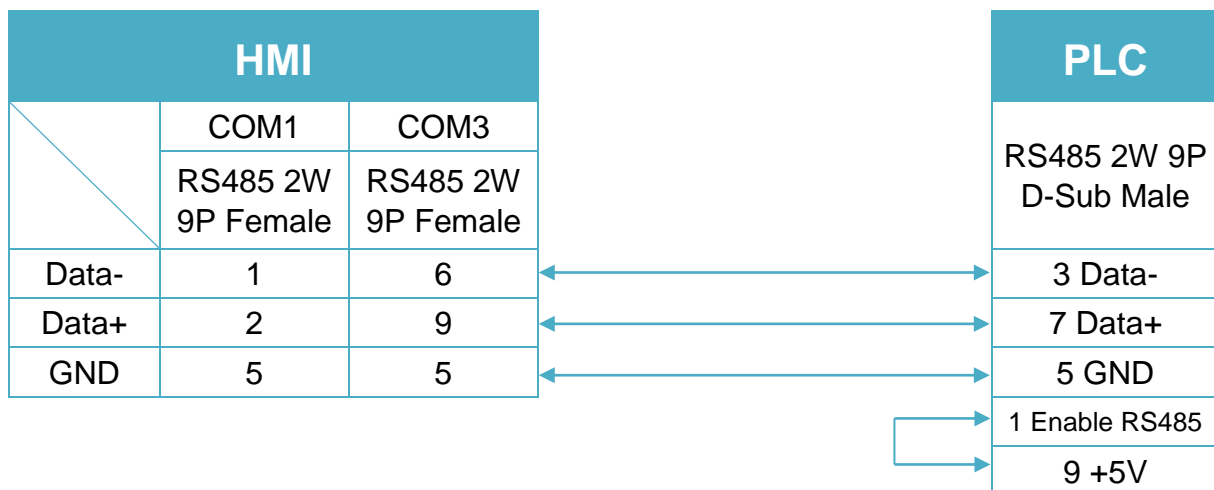 HMI
PLC
COM1
COM3
RS485 2W
9P Female
RS485 2W
9P Female
RS485 2W 9P
D-Sub Male
Data-
1
6
3 Data-
Data+
2
9
7 Data+
GND
5
5
5 GND
1 Enable RS485
9 +5V